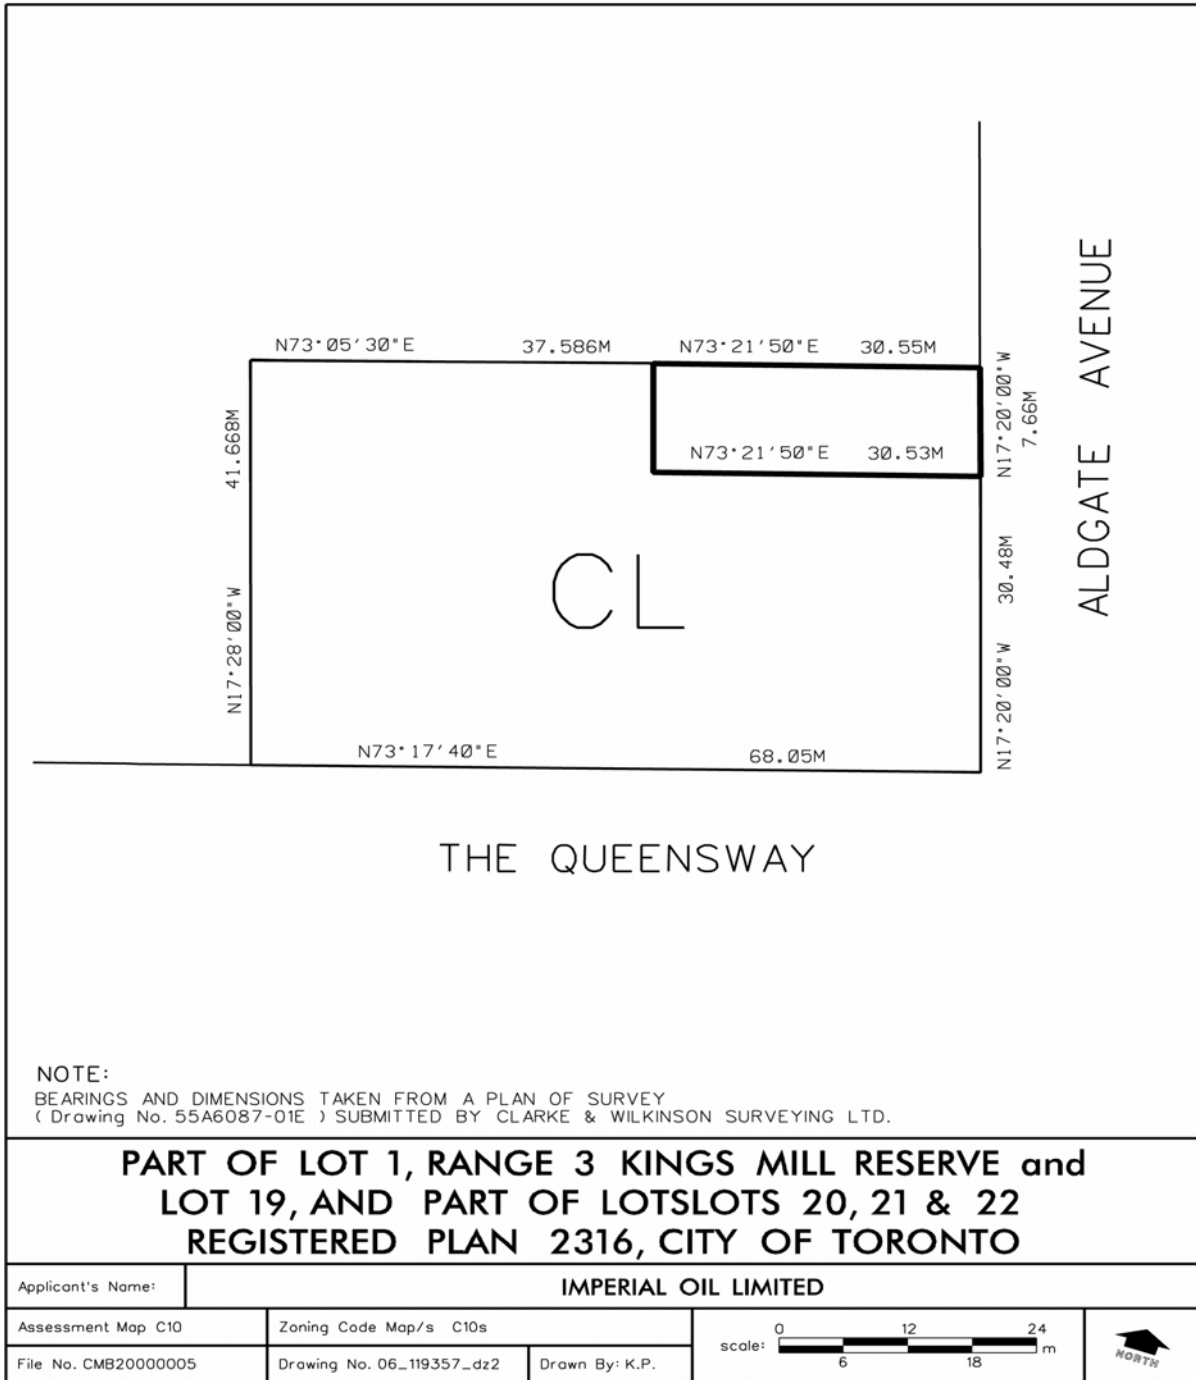 N73°05'30"E 37.586M N73°21'50"E 30.55M
N17°20'00"W
7.66M
N73°21'50"E 30.53M
41.668M
N17°28'00"W
30.48M
N17°20'00"W
ALDGATE AVENUE
CL
N73°17'40"E 68.05M
THE QUEENSWAY
NOTE:
BEARINGS AND DIMENSIONS TAKEN FROM A PLAN OF SURVEY
( Drawing No. 55A6087-01E ) SUBMITTED BY CLARKE & WILKINSON SURVEYING LTD.
PART OF LOT 1, RANGE 3 KINGS MILL RESERVE and
LOT 19, AND PART OF LOTSLOTS 20, 21 & 22
REGISTERED PLAN 2316, CITY OF TORONTO
Applicant's Name: IMPERIAL OIL LIMITED
Assessment Map C10 Zoning Code Map/s C10s
File No. CMB20000005 Drawing No. 06_119357_dz2 Drawn By: K.P.
0 12 24
scale: m
6 18
NORTH